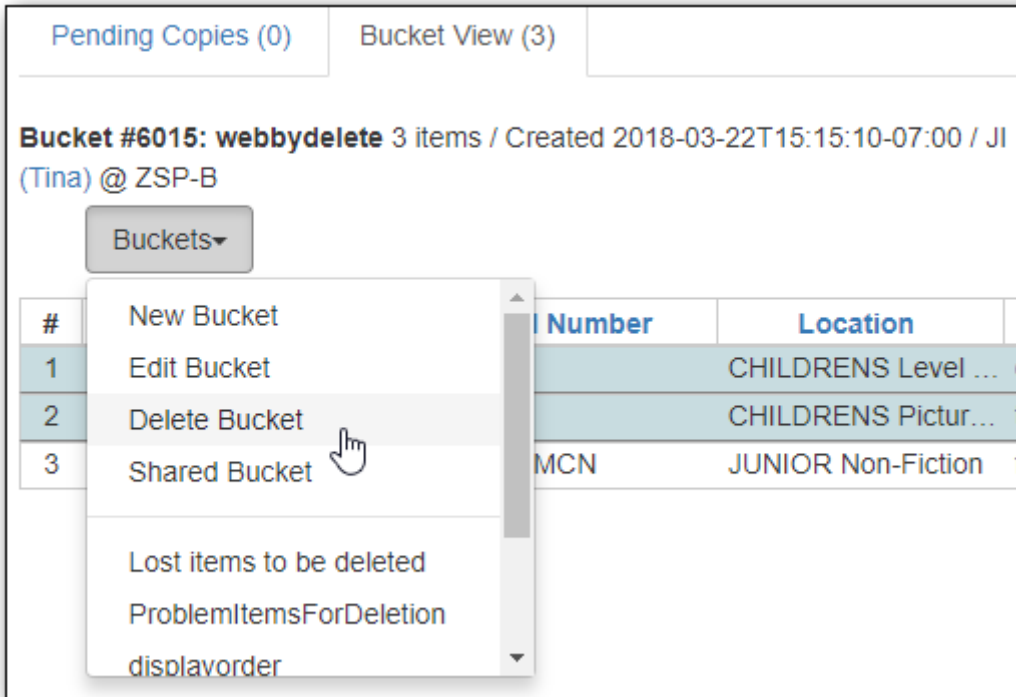 Pending Copies (0) Bucket View (3)
Bucket #6015: webbydelete 3 items / Created 2018-03-22T15:15:10-07:00 / JI
(Tina) @ ZSP-B
Buckets
# Number Location
New Bucket
1 CHILDRENS Level ...
Edit Bucket
2 CHILDRENS Pictur...
Delete Bucket
3 MCN JUNIOR Non-Fiction
Shared Bucket
Lost items to be deleted
ProblemItemsForDeletion
displayorder